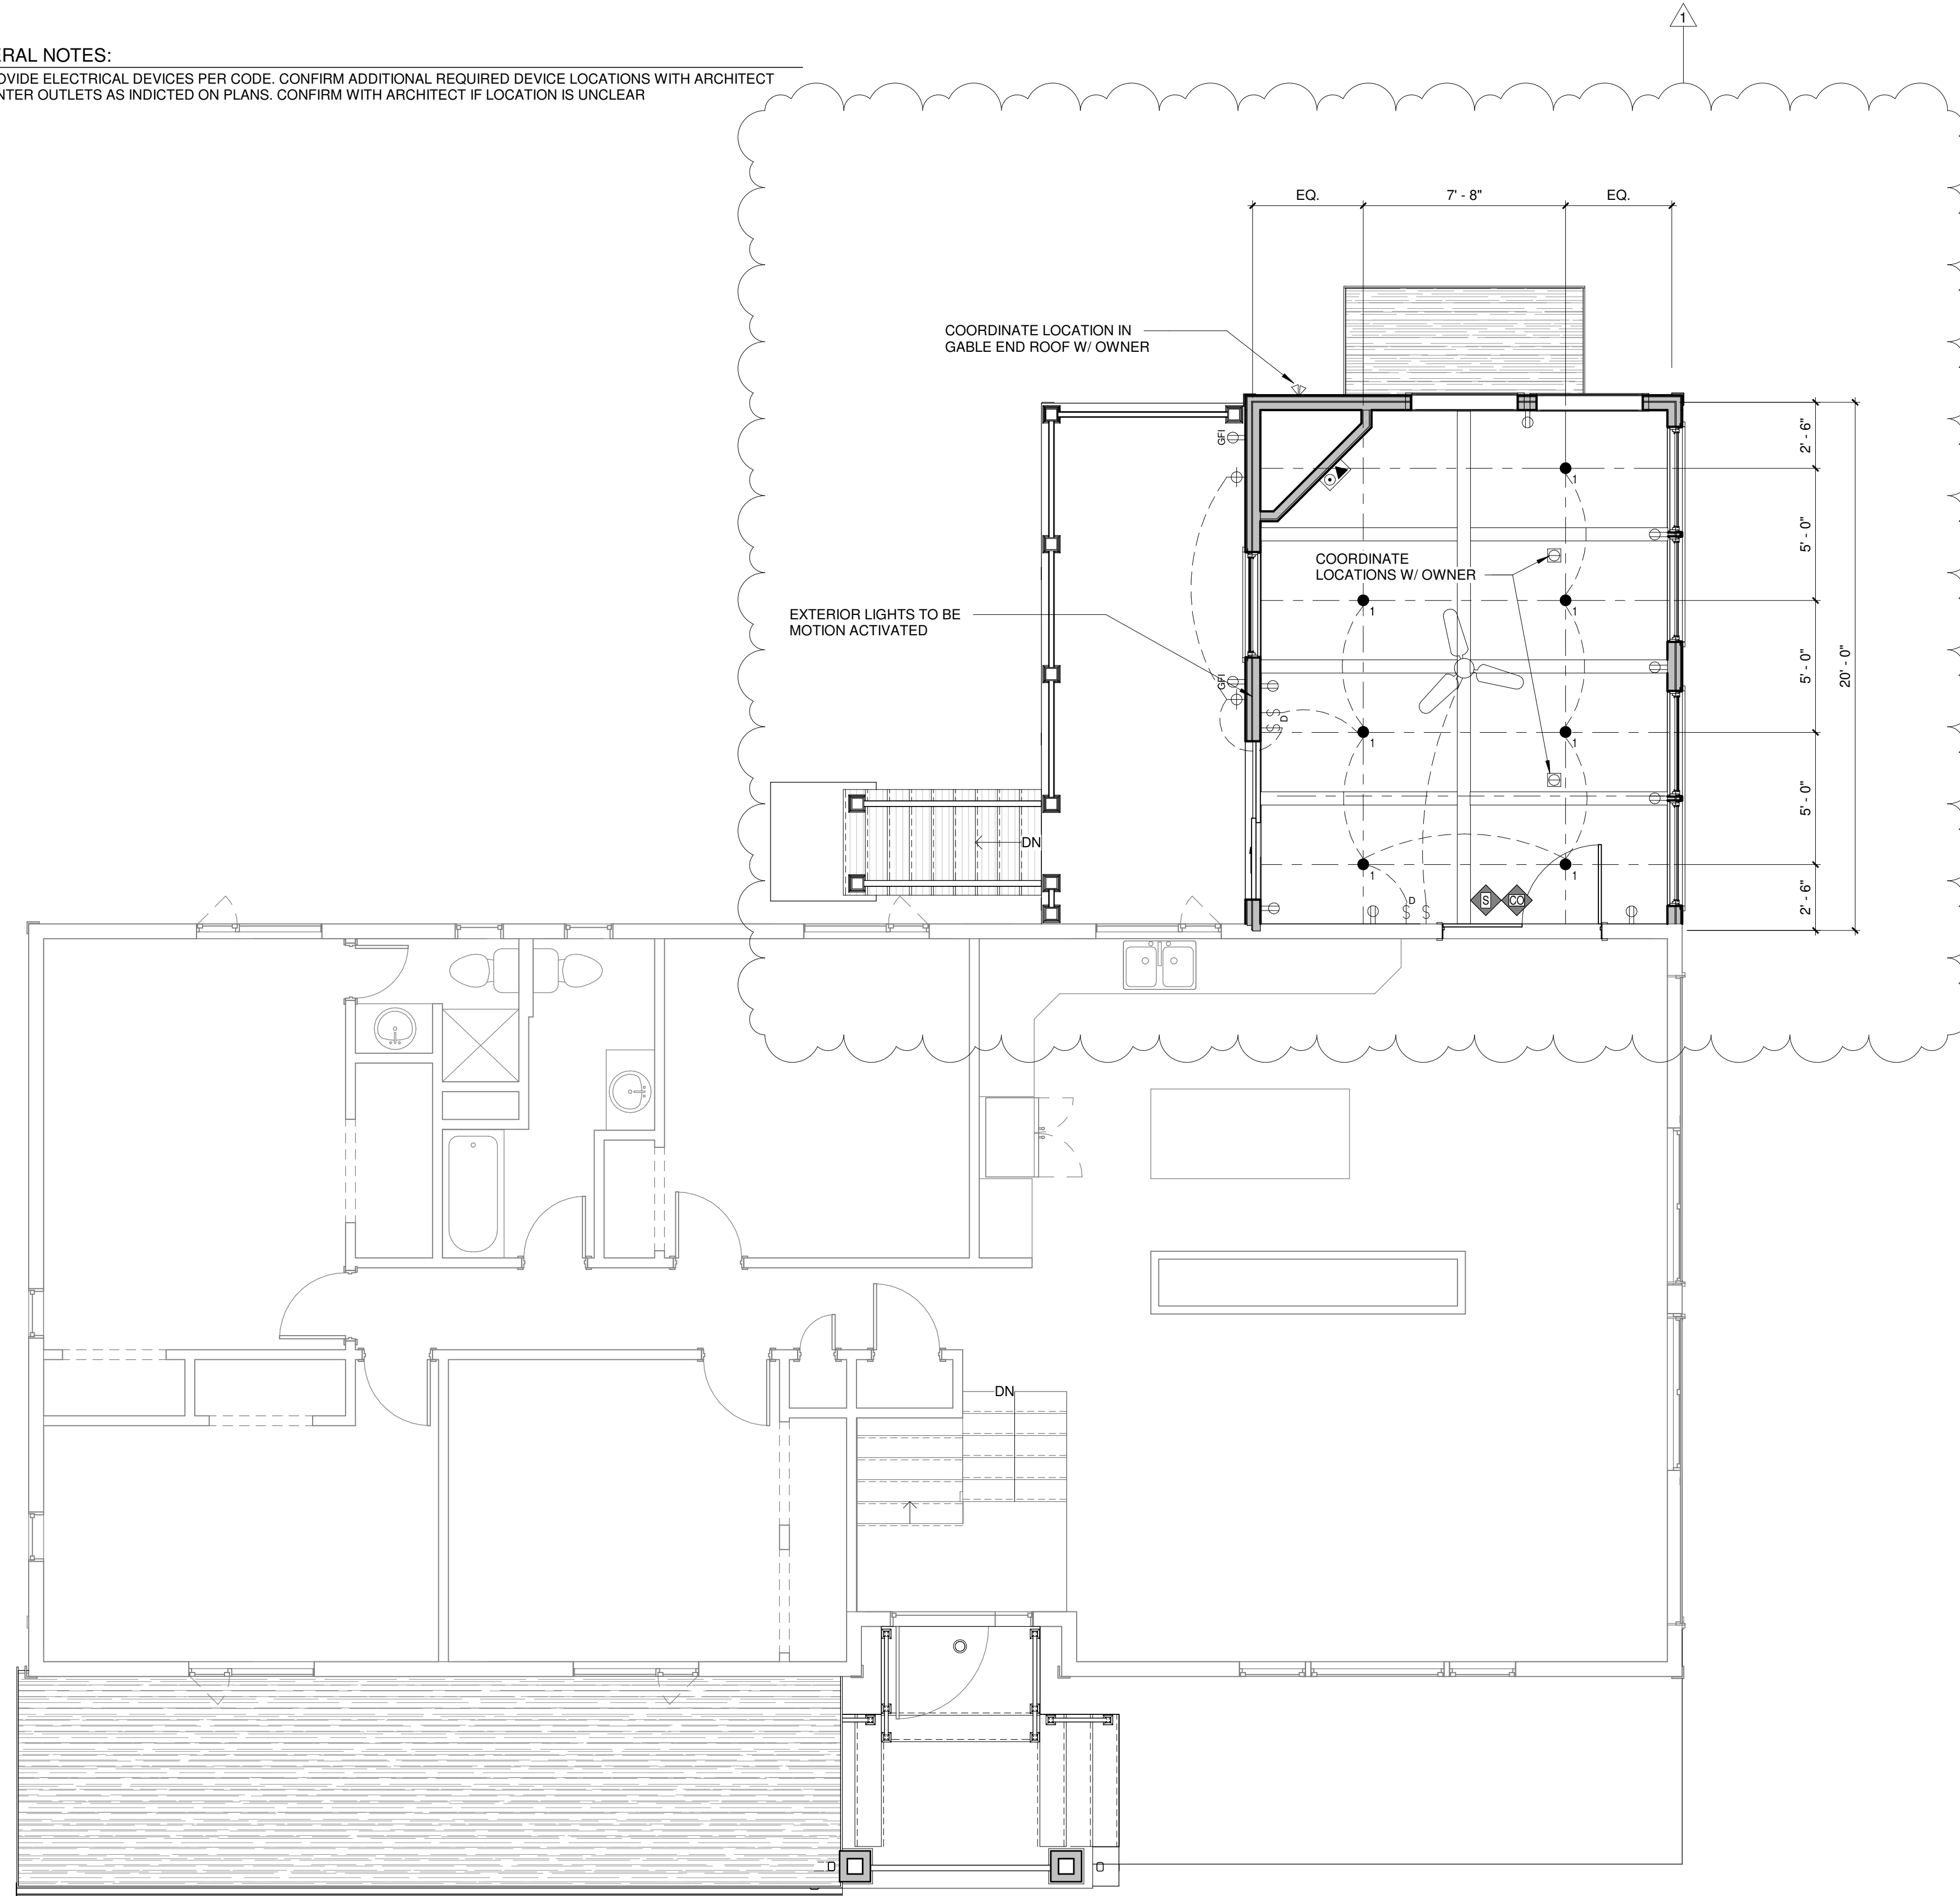 1
ERAL NOTES:
OVIDE ELECTRICAL DEVICES PER CODE. CONFIRM ADDITIONAL REQUIRED DEVICE LOCATIONS WITH ARCHITECT
NTER OUTLETS AS INDICTED ON PLANS. CONFIRM WITH ARCHITECT IF LOCATION IS UNCLEAR
EQ.
7' - 8"
EQ.
COORDINATE LOCATION IN
GABLE END ROOF W/ OWNER
GFI
2' - 6"
1
5' - 0"
COORDINATE
LOCATIONS W/ OWNER
EXTERIOR LIGHTS TO BE
MOTION ACTIVATED
1
1
5' - 0"
20' - 0"
GFI
S
S
D
1
1
5' - 0"
DN
1
1
D
S
S
S
CO
2' - 6"
DN